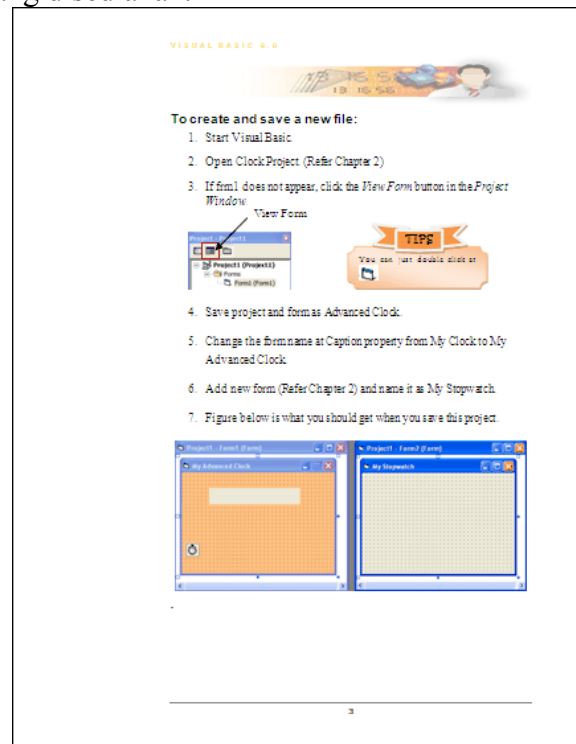 VISUAL BASIC 6.0
To create and save a new file:
1. Start Visual Basic.
2. Open Clock Project. (Refer Chapter 2)
3. If frm1 does not appear, click the View Form button in the Project
Window.
View Form
Project - Project1
Project1 (Project1)
Forms
Form1 (Form1)
TIPS
You can just double click at
4. Save project and form as Advanced Clock.
5. Change the form name at Caption property from My Clock to My
Advanced Clock.
6. Add new form (Refer Chapter 2) and name it as My Stopwatch.
7. Figure below is what you should get when you save this project.
Project1 - Form1 (Form)
My Advanced Clock
Project1 - Form2 (Form)
My Stopwatch
3